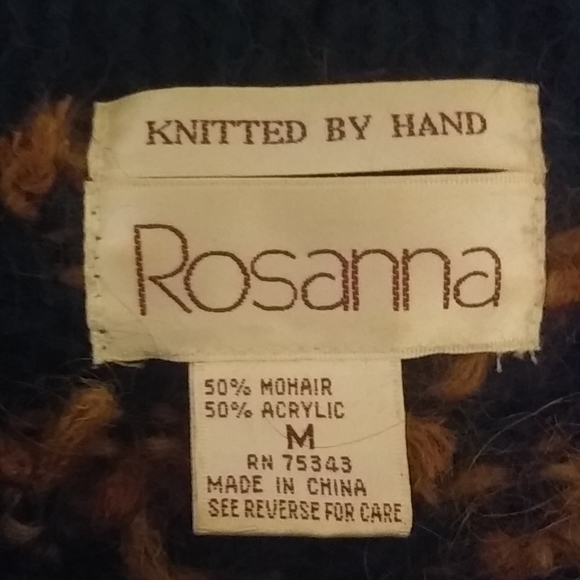 KNITTED BY HAND
Rosanna
50% MOHAIR
50% ACRYLIC
M
RN 75343
MADE IN CHINA
SEE REVERSE FOR CARE